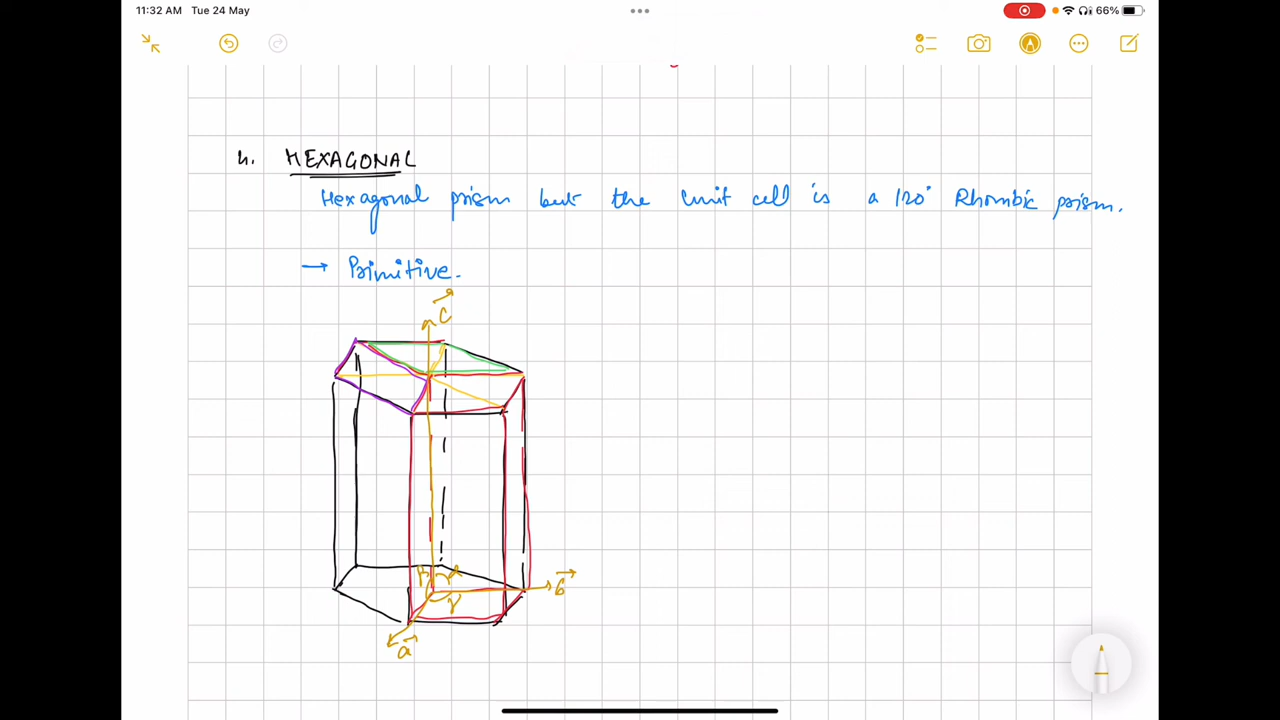 11:32 AM Tue 24 May
66%
4. HEXAGONAL
Hexagonal prism but the Unit cell is a 120° Rhombic prism.
→ Primitive.
c
β α
γ
b
a